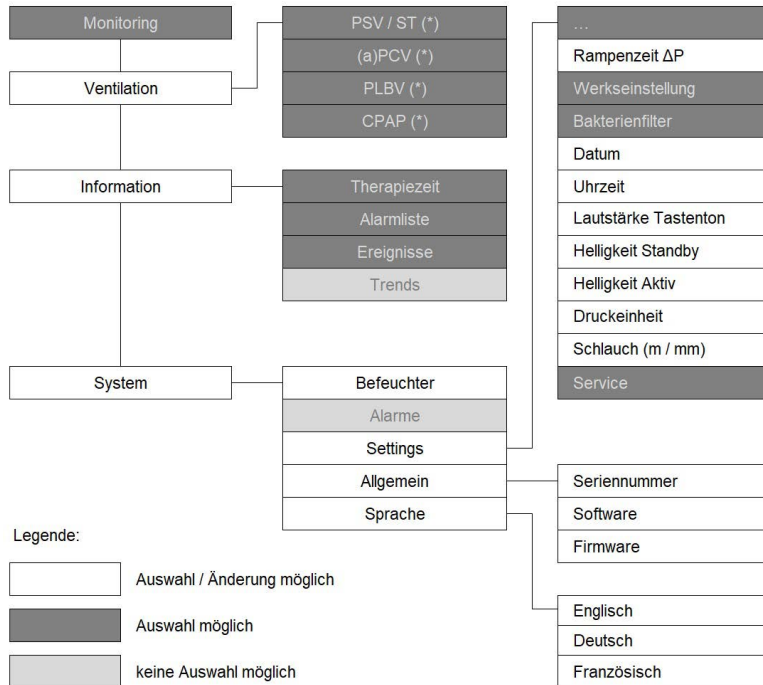 Monitoring
Ventilation
Information
System
PSV / ST (*)
(a)PCV (*)
PLBV (*)
CPAP (*)
Therapiezeit
Alarmliste
Ereignisse
Trends
Befeuchter
Alarme
Settings
Allgemein
Sprache
...
Rampenzeit ΔP
Werkseinstellung
Bakterienfilter
Datum
Uhrzeit
Lautstärke Tastenton
Helligkeit Standby
Helligkeit Aktiv
Druckeinheit
Schlauch (m / mm)
Service
Seriennummer
Software
Firmware
Englisch
Deutsch
Französisch
Legende:
Auswahl / Änderung möglich
Auswahl möglich
keine Auswahl möglich